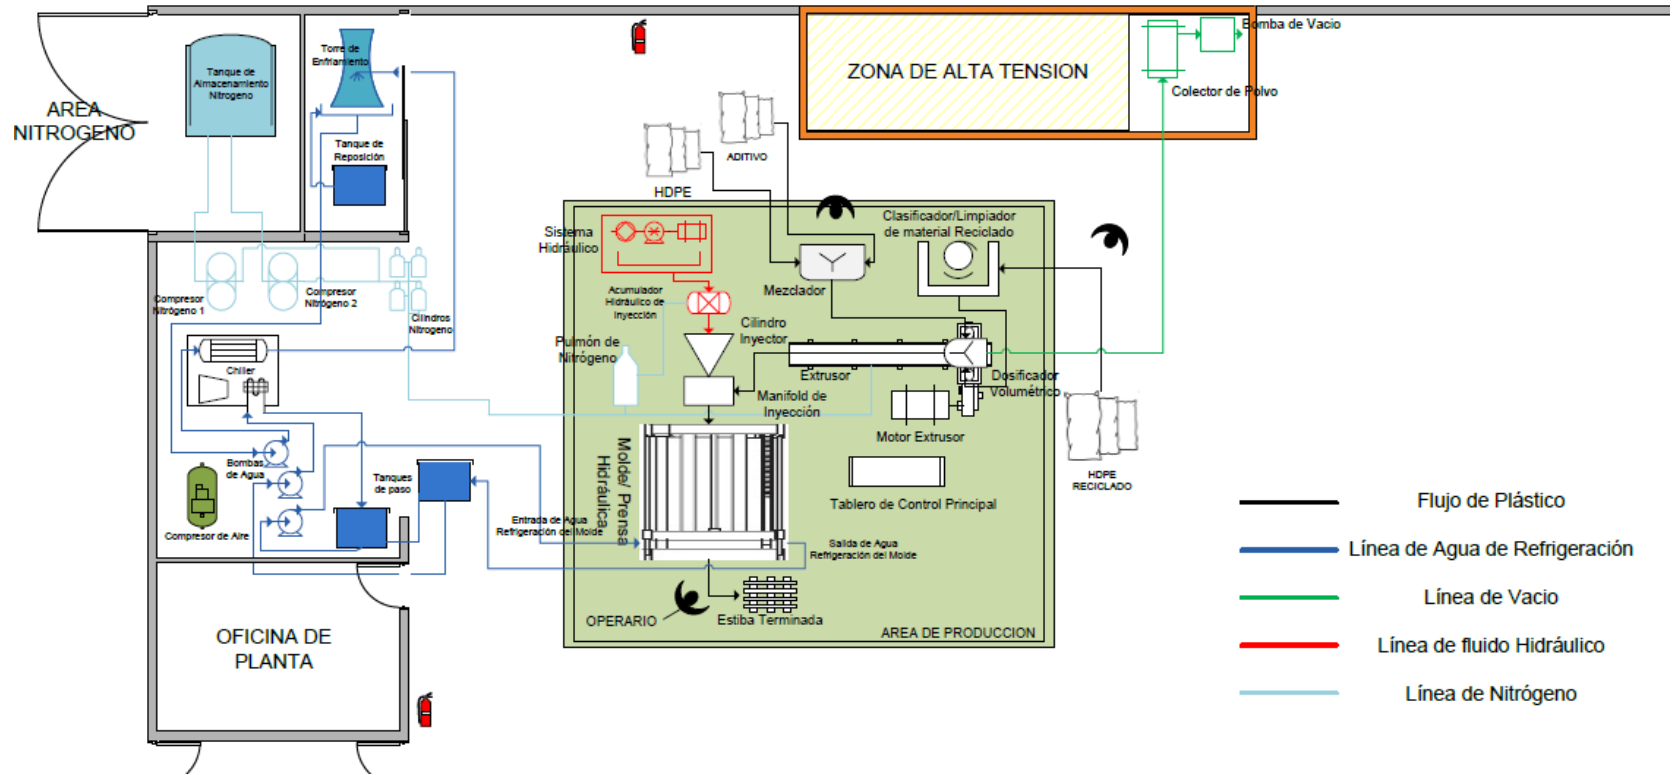 AREA
NITROGENO
Tanque de
Almacenamiento
Nitrogeno
Torre de
Enfriamiento
Tanque de
Reposición
ZONA DE ALTA TENSION
Bomba de Vacio
Colector de Polvo
ADITIVO
HDPE
Sistema
Hidráulico
Clasificador/Limpiador
de material Reciclado
Mezclador
Acumulador
Hidráulico de
Inyección
Cilindro
Inyector
Pulmón de
Nitrógeno
Compresor
Nitrógeno 1
Compresor
Nitrógeno 2
Cilindros
Nitrogeno
Chiller
Extrusor
Dosificador
Volumétrico
Manifold de
Inyección
Motor Extrusor
Molde/ Prensa
Hidráulica
Bombas
de Agua
Tanques
de paso
Compresor de Aire
Entrada de Agua
Refrigeración del Molde
Tablero de Control Principal
HDPE
RECICLADO
Salida de Agua
Refrigeración del Molde
OPERARIO
Estiba Terminada
AREA DE PRODUCCION
OFICINA DE
PLANTA
Flujo de Plástico
Línea de Agua de Refrigeración
Línea de Vacio
Línea de fluido Hidráulico
Línea de Nitrógeno